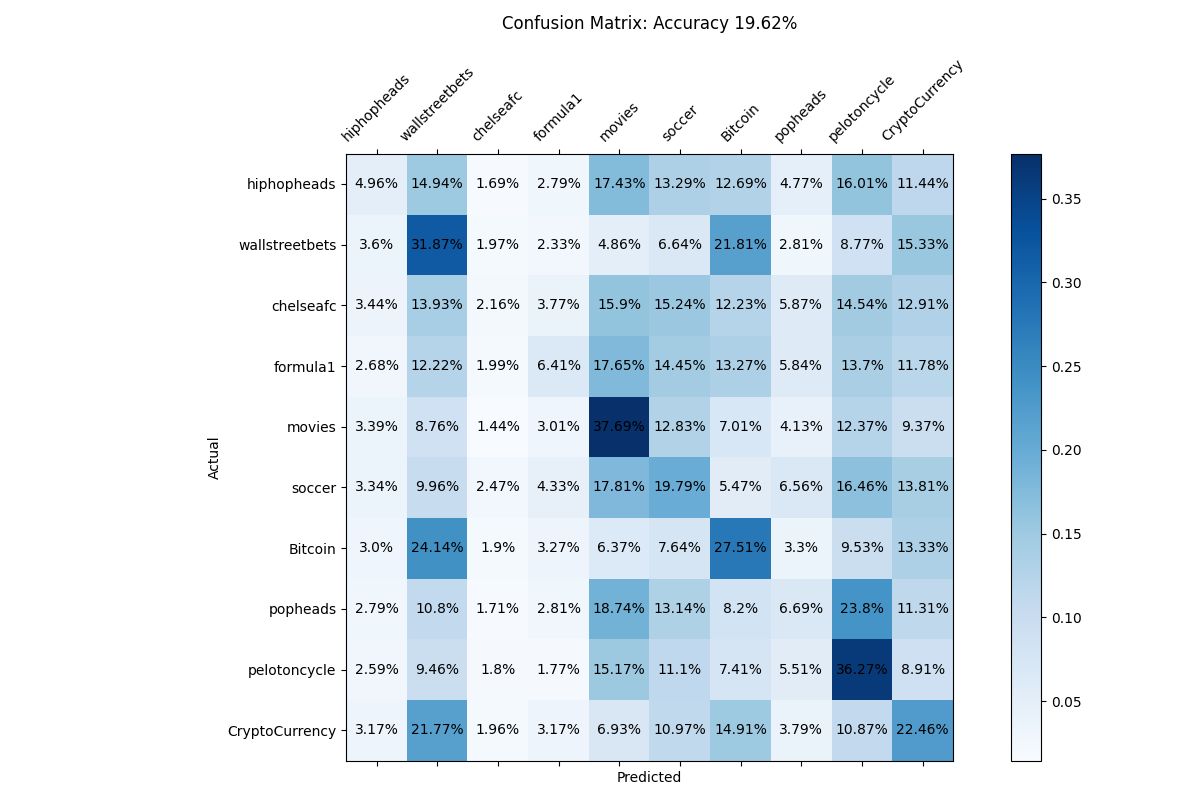 Confusion Matrix: Accuracy 19.62%
hiphopheads wallstreetbets chelseafc formula1 movies soccer Bitcoin popheads pelotoncycle CryptoCurrency
hiphopheads 4.96% 14.94% 1.69% 2.79% 17.43% 13.29% 12.69% 4.77% 16.01% 11.44%
wallstreetbets 3.6% 31.87% 1.97% 2.33% 4.86% 6.64% 21.81% 2.81% 8.77% 15.33%
chelseafc 3.44% 13.93% 2.16% 3.77% 15.9% 15.24% 12.23% 5.87% 14.54% 12.91%
formula1 2.68% 12.22% 1.99% 6.41% 17.65% 14.45% 13.27% 5.84% 13.7% 11.78%
movies 3.39% 8.76% 1.44% 3.01% 37.69% 12.83% 7.01% 4.13% 12.37% 9.37%
soccer 3.34% 9.96% 2.47% 4.33% 17.81% 19.79% 5.47% 6.56% 16.46% 13.81%
Bitcoin 3.0% 24.14% 1.9% 3.27% 6.37% 7.64% 27.51% 3.3% 9.53% 13.33%
popheads 2.79% 10.8% 1.71% 2.81% 18.74% 13.14% 8.2% 6.69% 23.8% 11.31%
pelotoncycle 2.59% 9.46% 1.8% 1.77% 15.17% 11.1% 7.41% 5.51% 36.27% 8.91%
CryptoCurrency 3.17% 21.77% 1.96% 3.17% 6.93% 10.97% 14.91% 3.79% 10.87% 22.46%
Actual
Predicted
0.35
0.30
0.25
0.20
0.15
0.10
0.05